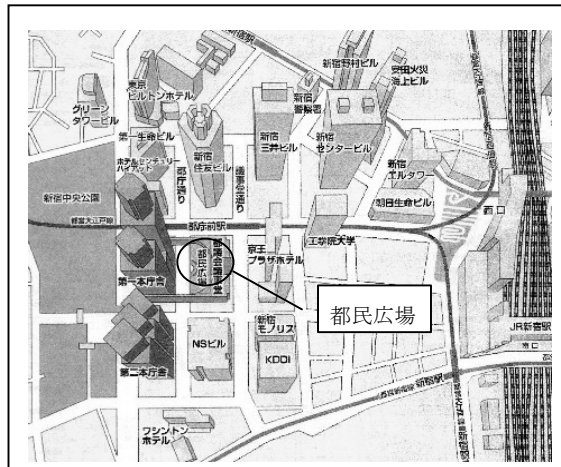 新宿野村ビル
安田火災
海上ビル
東京
ヒルトンホテル
グリーン
タワービル
新宿
警察署
第一生命ビル
新宿
住友ビル
新宿
三井ビル
新宿
センタービル
ホテルセンチュリー
ハイアット
都庁通り
議事堂通り
新宿
エルタワー
新宿中央公園
朝日生命ビル
西口
都営大江戸線
都庁前駅
工学院大学
都議会議事堂
都民広場
京王
プラザホテル
第一本庁舎
都民広場
新宿
モノリス
JR新宿駅
南口
NSビル
KDDI
第二本庁舎
新宿駅
ワシントン
ホテル